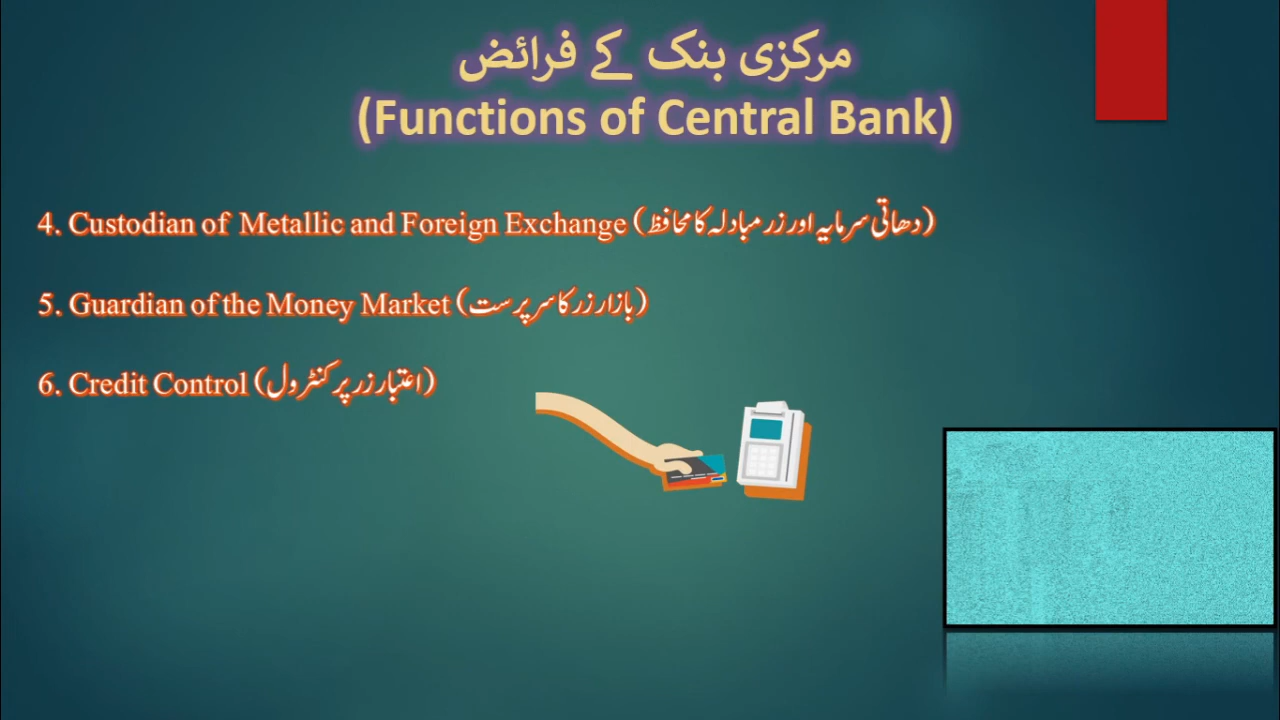 مرکزی بنک کے فرائض
(Functions of Central Bank)
4. Custodian of Metallic and Foreign Exchange (دھاتی سرمایہ اور زر مبادلہ کا محافظ)
5. Guardian of the Money Market (بازار زر کا سرپرست)
6. Credit Control (اعتبار زر پر کنٹرول)